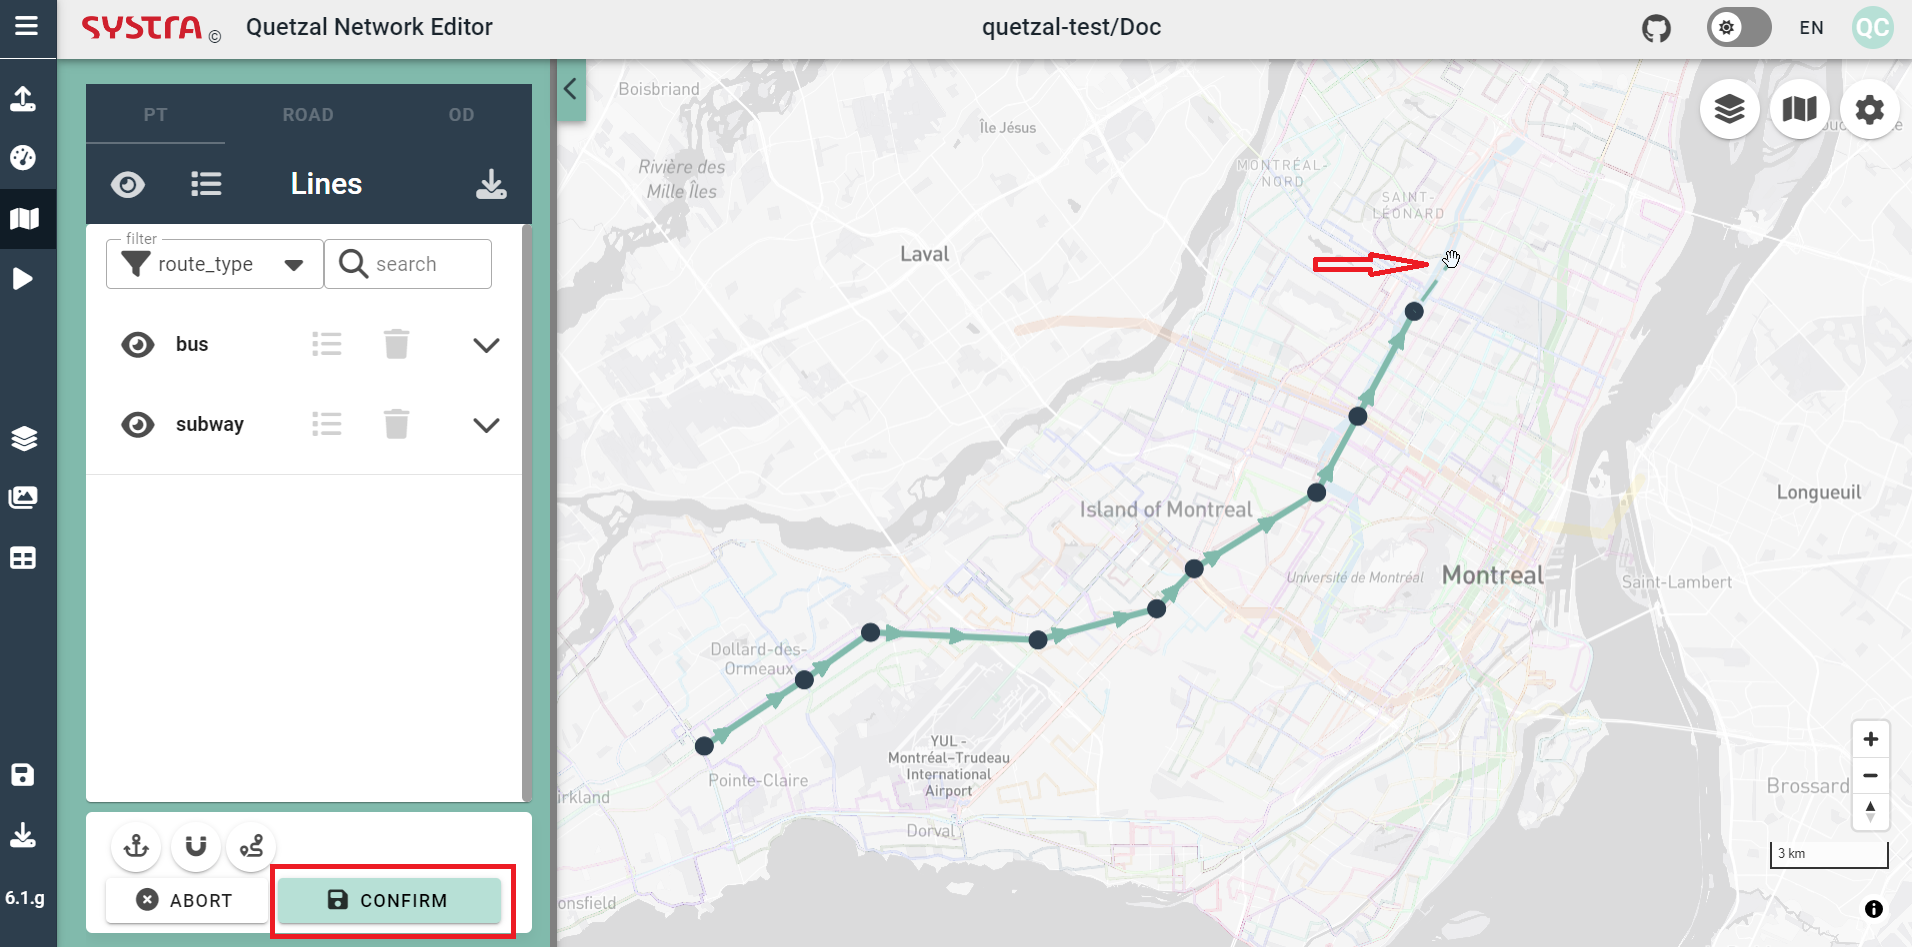 SYSTRA ©
Quetzal Network Editor
quetzal-test/Doc
EN
QC
PT
ROAD
OD
Lines
filter
route_type
search
bus
subway
ABORT
CONFIRM
6.1.g
Boisbriand
Île Jésus
Rivière des
Mille Îles
MONTRÉAL-
NORD
SAINT-
LÉONARD
Laval
Island of Montreal
Longueuil
Université de Montréal
Montreal
Saint-Lambert
Dollard-des-
Ormeaux
YUL -
Montréal–Trudeau
International
Airport
Pointe-Claire
irkland
Brossard
Dorval
3 km
onsfield